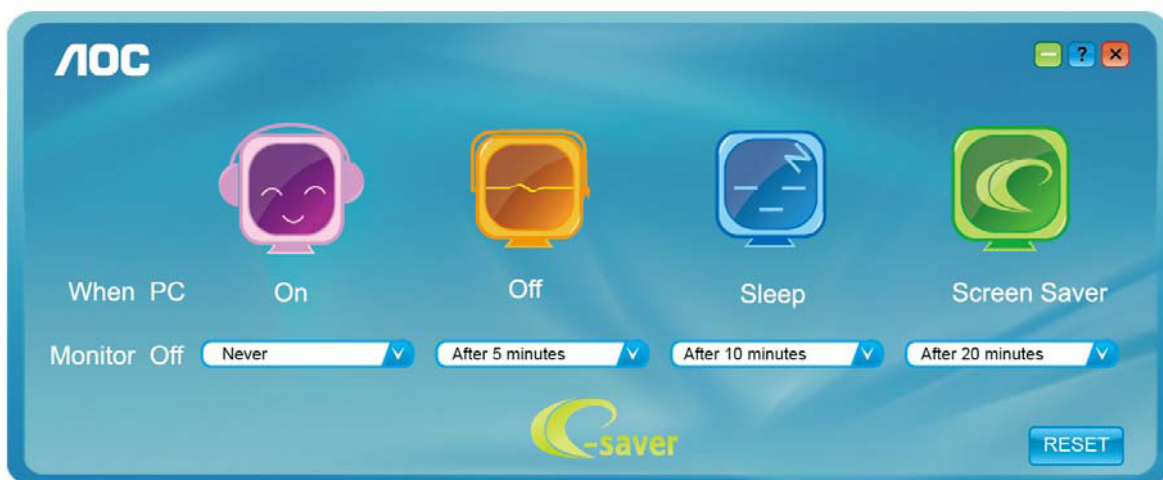 AOC
?
When PC On Off Sleep Screen Saver
Monitor Off Never After 5 minutes After 10 minutes After 20 minutes
e-saver
RESET